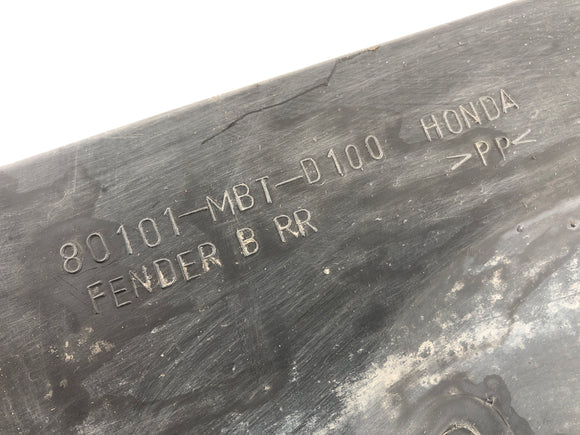 80101-MBT-D100 HONDA
FENDER B RR >PP<